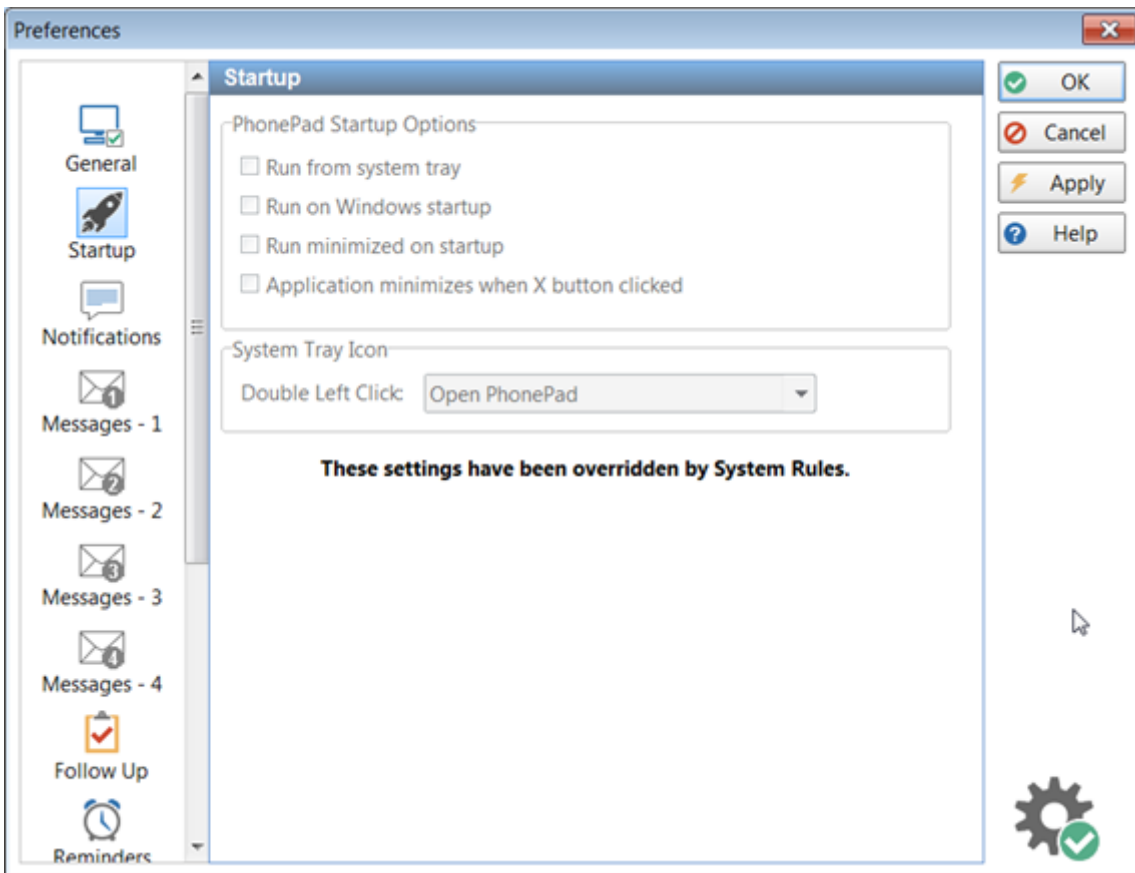 Preferences
General
Startup
Notifications
Messages - 1
Messages - 2
Messages - 3
Messages - 4
Follow Up
Reminders
Startup
PhonePad Startup Options
Run from system tray
Run on Windows startup
Run minimized on startup
Application minimizes when X button clicked
System Tray Icon
Double Left Click: Open PhonePad
These settings have been overridden by System Rules.
OK
Cancel
Apply
Help